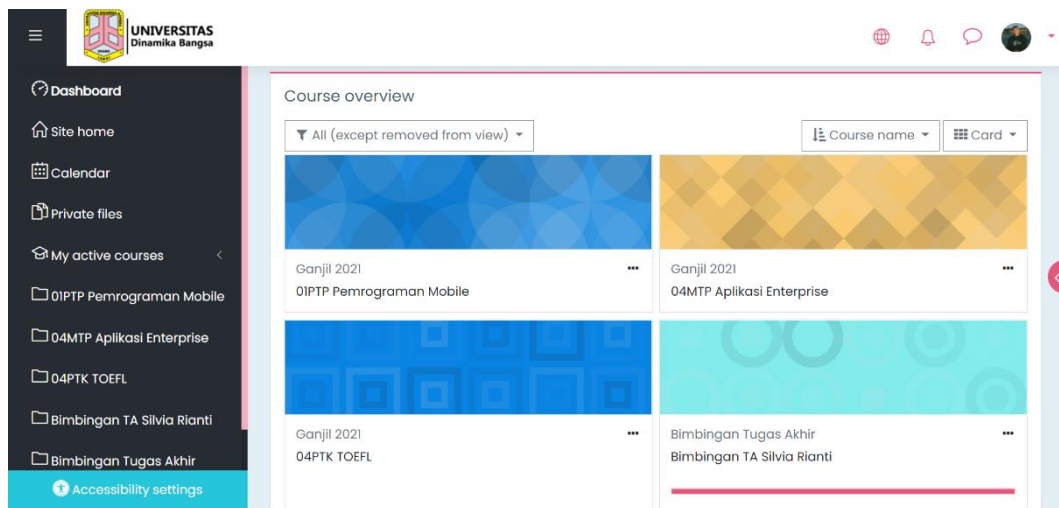 UNIVERSITAS
Dinamika Bangsa
Dashboard
Site home
Calendar
Private files
My active courses
01PTP Pemrograman Mobile
04MTP Aplikasi Enterprise
04PTK TOEFL
Bimbingan TA Silvia Rianti
Bimbingan Tugas Akhir
Accessibility settings
Course overview
All (except removed from view)
Course name
Card
Ganjil 2021
01PTP Pemrograman Mobile
Ganjil 2021
04MTP Aplikasi Enterprise
Ganjil 2021
04PTK TOEFL
Bimbingan Tugas Akhir
Bimbingan TA Silvia Rianti